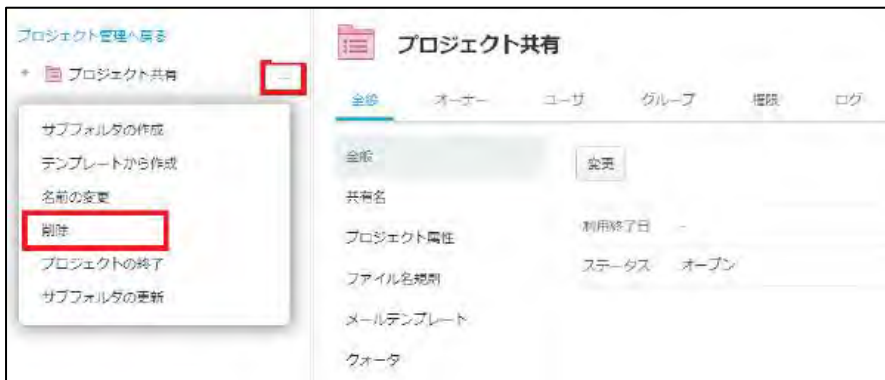 プロジェクト管理へ戻る
プロジェクト共有
...
サブフォルダの作成
テンプレートから作成
名前の変更
削除
プロジェクトの終了
サブフォルダの更新
プロジェクト共有
全般 オーナー ユーザ グループ 権限 ログ
全般
共有名
プロジェクト属性
ファイル名規則
メールテンプレート
クォータ
変更
利用終了日 -
ステータス オープン